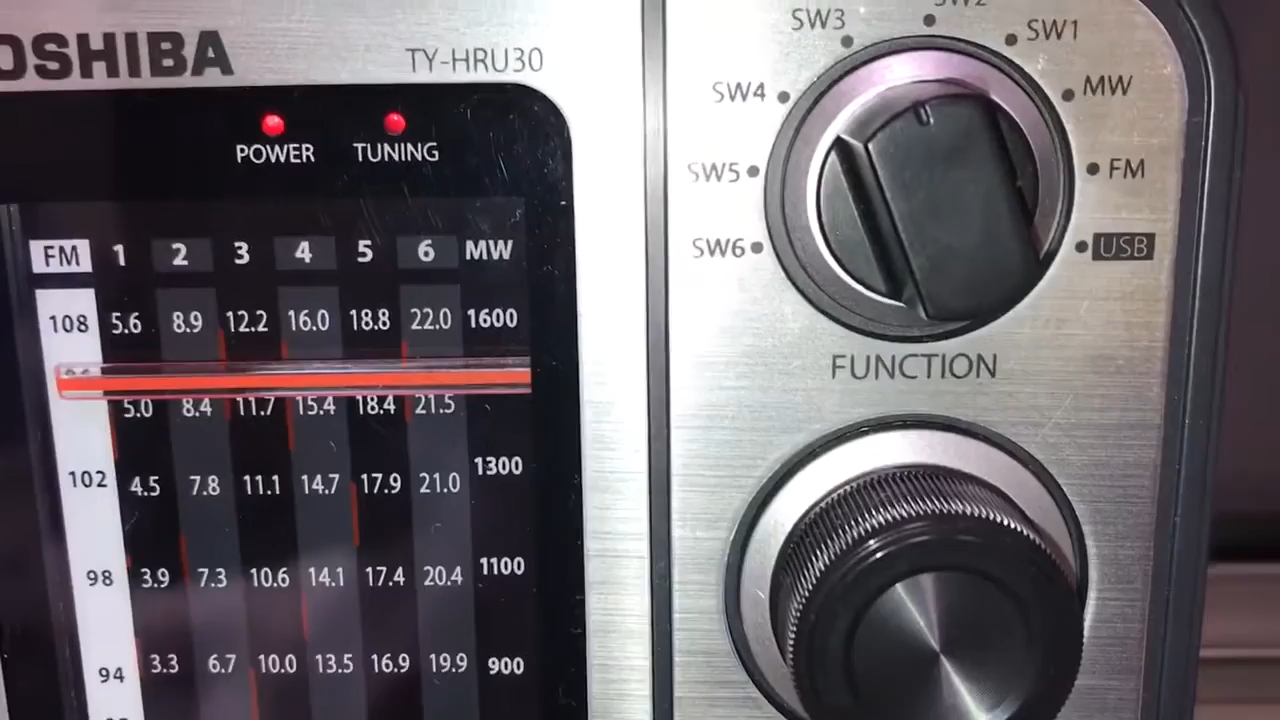 OSHIBA
TY-HRU30
POWER TUNING
FM 1 2 3 4 5 6 MW
108 5.6 8.9 12.2 16.0 18.8 22.0 1600
5.0 8.4 11.7 15.4 18.4 21.5
102 4.5 7.8 11.1 14.7 17.9 21.0 1300
98 3.9 7.3 10.6 14.1 17.4 20.4 1100
94 3.3 6.7 10.0 13.5 16.9 19.9 900
SW2
SW3 SW1
SW4 MW
SW5 FM
SW6 USB
FUNCTION